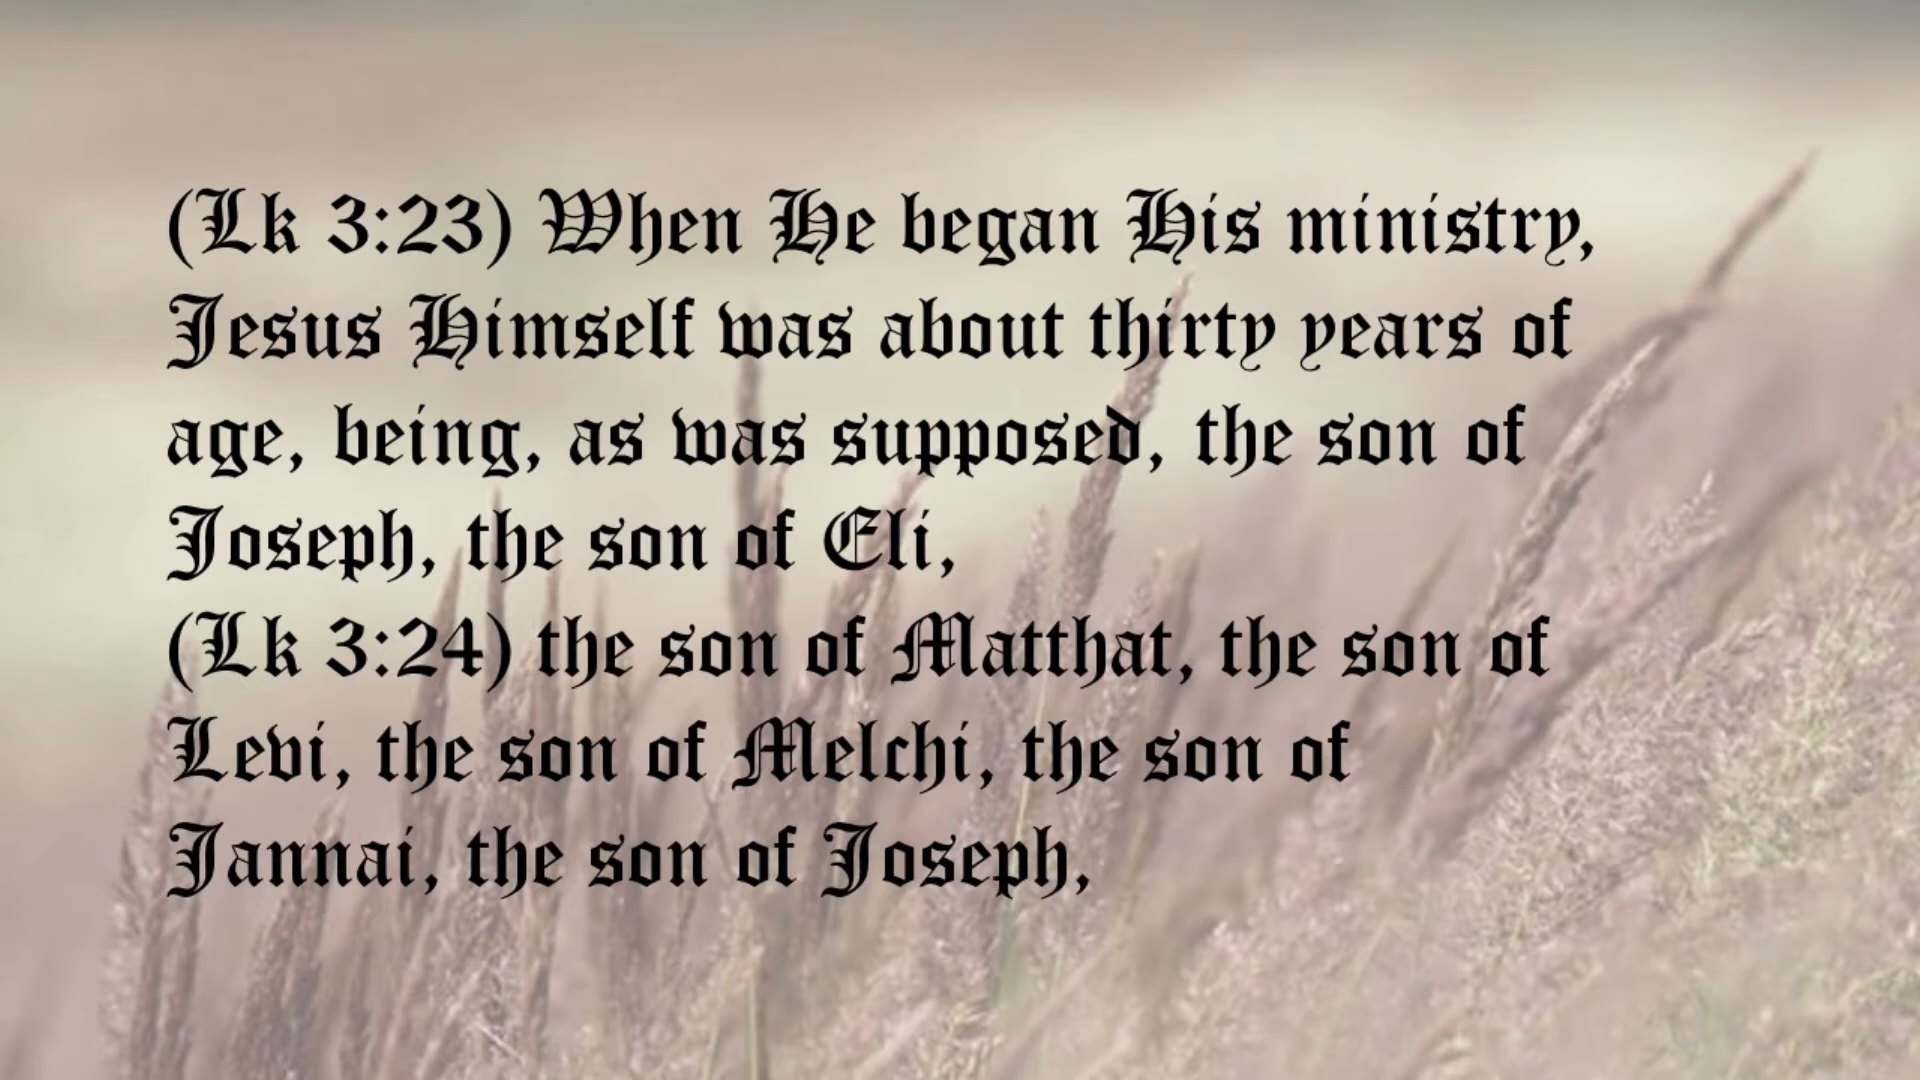 (Lk 3:23) When He began His ministry,
Jesus Himself was about thirty years of
age, being, as was supposed, the son of
Joseph, the son of Eli,
(Lk 3:24) the son of Matthat, the son of
Levi, the son of Melchi, the son of
Jannai, the son of Joseph,